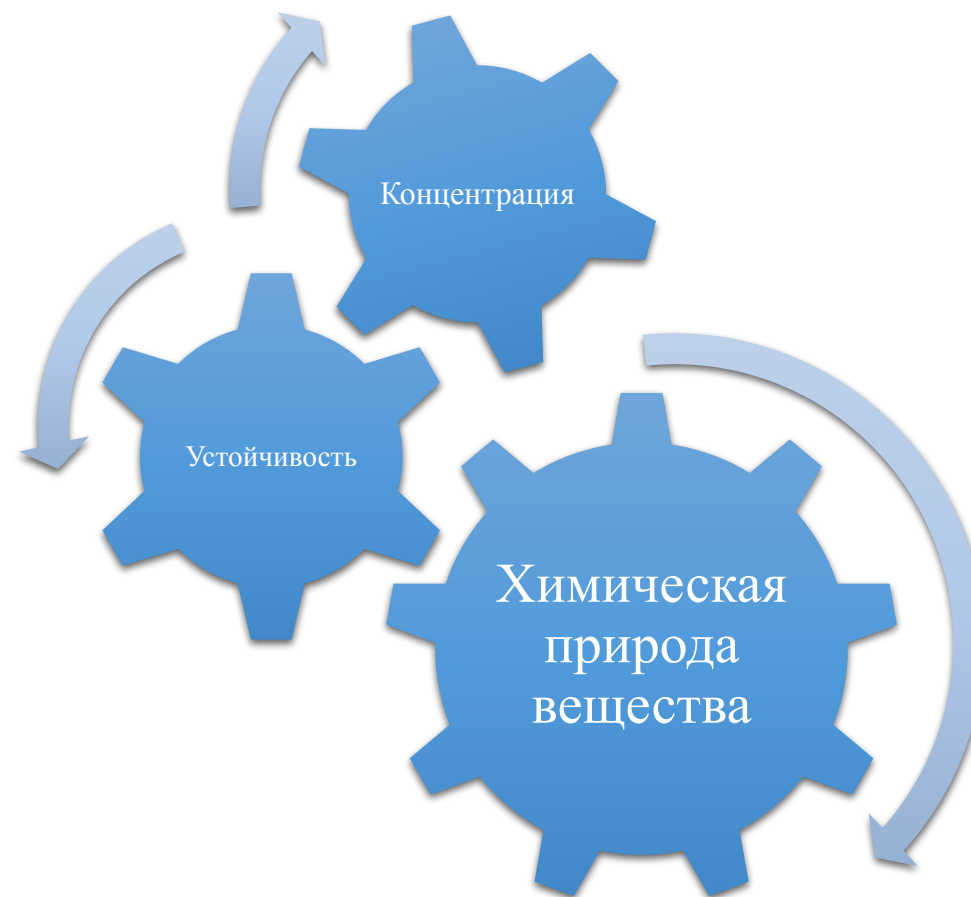 Концентрация
Устойчивость
Химическая
природа
вещества